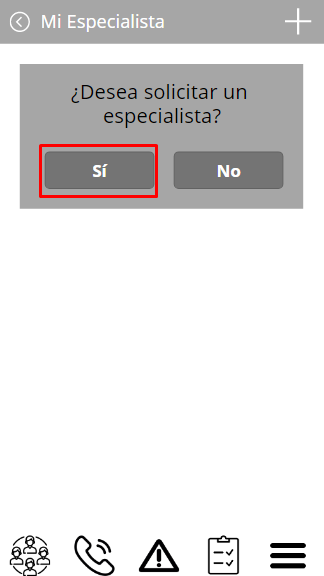 Mi Especialista
¿Desea solicitar un
especialista?
Sí No